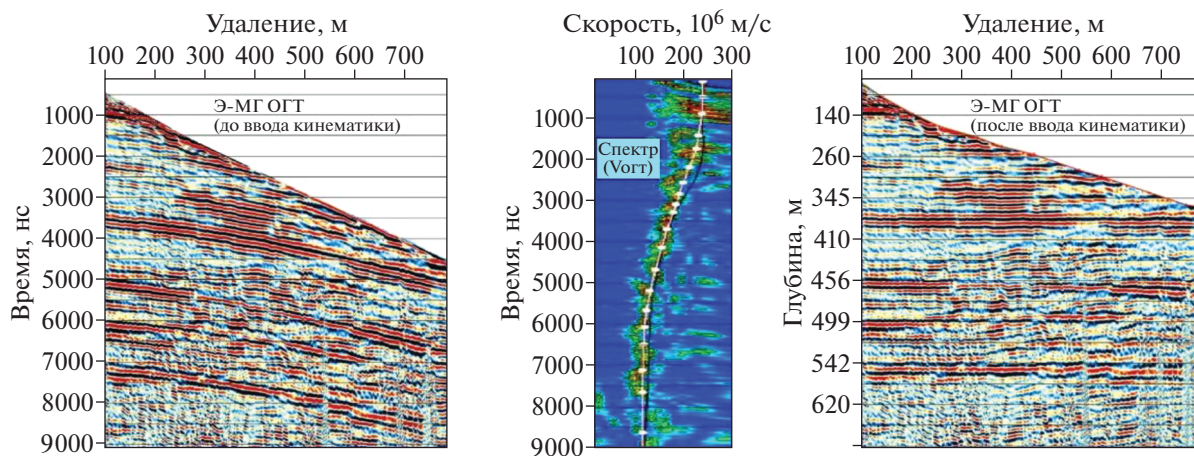 Удаление, м
100 200 300 400 500 600 700
Время, нс
1000
2000
3000
4000
5000
6000
7000
8000
9000
Э-МГ ОГТ
(до ввода кинематики)
Скорость, 10⁶ м/с
100 200 300
Время, нс
1000
2000
3000
4000
5000
6000
7000
8000
9000
Спектр
(Vогт)
Удаление, м
100 200 300 400 500 600 700
Глубина, м
140
260
345
410
456
499
542
620
Э-МГ ОГТ
(после ввода кинематики)